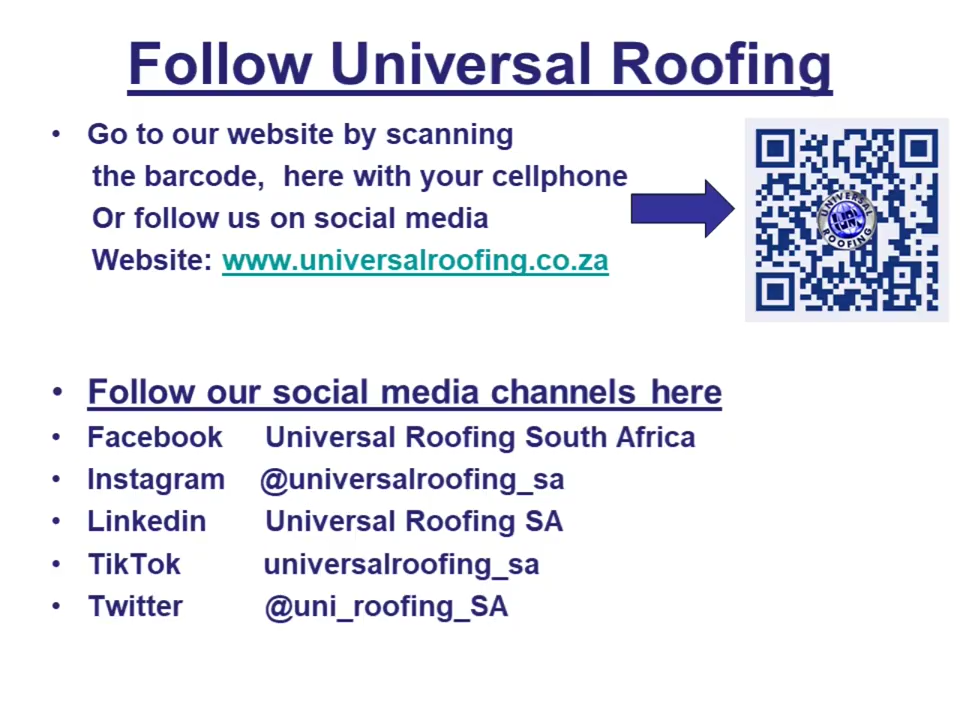 Follow Universal Roofing
• Go to our website by scanning
the barcode, here with your cellphone
Or follow us on social media
Website: www.universalroofing.co.za
UNIVERSAL
ROOFING
• Follow our social media channels here
• Facebook Universal Roofing South Africa
• Instagram @universalroofing_sa
• Linkedin Universal Roofing SA
• TikTok universalroofing_sa
• Twitter @uni_roofing_SA